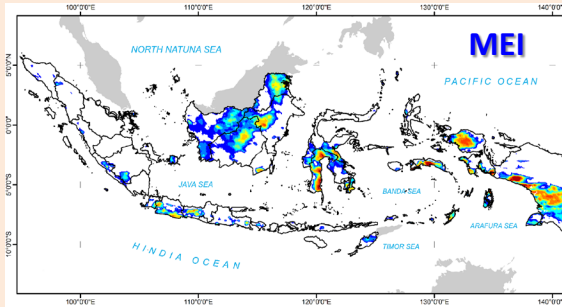 100°0'0"E 110°0'0"E 120°0'0"E 130°0'0"E 140°0'
MEI
NORTH NATUNA SEA
PACIFIC OCEAN
5°0'0"N
0°0'0"
5°0'0"S
10°0'0"S
JAVA SEA
BANDA SEA
ARAFURA SEA
TIMOR SEA
HINDIA OCEAN
100°0'0"E 110°0'0"E 120°0'0"E 130°0'0"E 140°0'